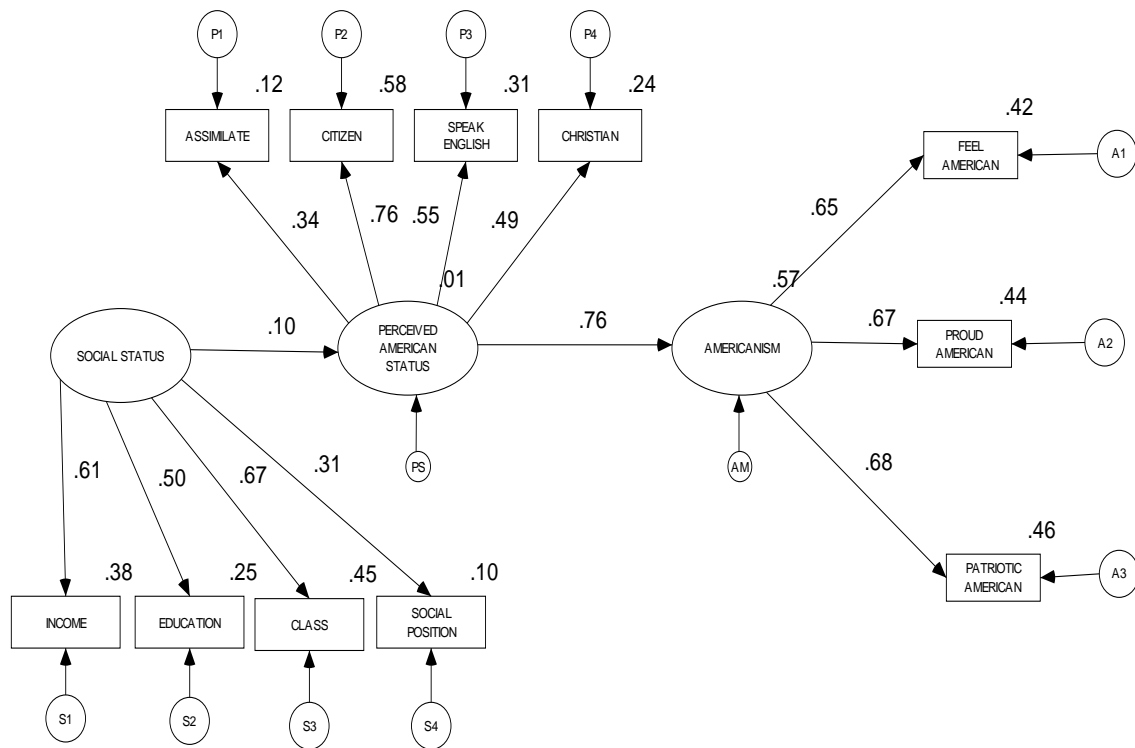 P1
P2
P3
P4
.12
.58
.31
.24
ASSIMILATE
CITIZEN
SPEAK
ENGLISH
CHRISTIAN
.42
FEEL
AMERICAN
A1
.34
.76
.55
.49
.65
.01
.57
SOCIAL STATUS
.10
PERCEIVED
AMERICAN
STATUS
.76
AMERICANISM
.67
.44
PROUD
AMERICAN
A2
PS
AM
.61
.50
.67
.31
.68
.38
.25
.45
.10
.46
INCOME
EDUCATION
CLASS
SOCIAL
POSITION
PATRIOTIC
AMERICAN
A3
S1
S2
S3
S4